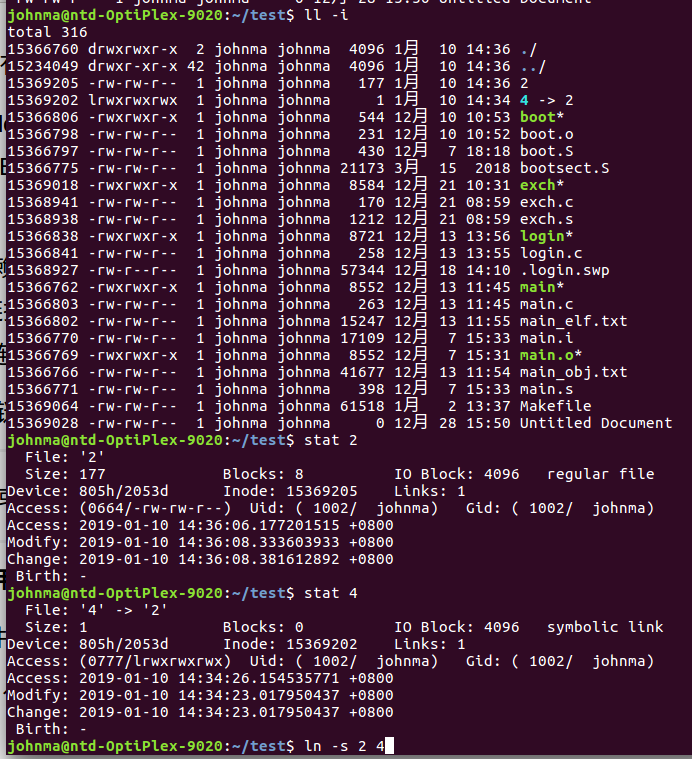 johnma@ntd-OptiPlex-9020:~/test$ ll -i
total 316
15366760 drwxrwxr-x  2 johnma johnma  4096 1月  10 14:36 ./
15234049 drwxr-xr-x 42 johnma johnma  4096 1月  10 14:36 ../
15369205 -rw-rw-r--  1 johnma johnma   177 1月  10 14:36 2
15369202 lrwxrwxrwx  1 johnma johnma     1 1月  10 14:34 4 -> 2
15366806 -rwxrwxr-x  1 johnma johnma   544 12月 10 10:53 boot*
15366798 -rw-rw-r--  1 johnma johnma   231 12月 10 10:52 boot.o
15366797 -rw-rw-r--  1 johnma johnma   430 12月  7 18:18 boot.S
15366775 -rw-rw-r--  1 johnma johnma 21173 3月  15  2018 bootsect.S
15369018 -rwxrwxr-x  1 johnma johnma  8584 12月 21 10:31 exch*
15368941 -rw-rw-r--  1 johnma johnma   170 12月 21 08:59 exch.c
15368938 -rw-rw-r--  1 johnma johnma  1212 12月 21 08:59 exch.s
15366838 -rwxrwxr-x  1 johnma johnma  8721 12月 13 13:56 login*
15366841 -rw-rw-r--  1 johnma johnma   258 12月 13 13:55 login.c
15368927 -rw-r--r--  1 johnma johnma 57344 12月 18 14:10 .login.swp
15366762 -rwxrwxr-x  1 johnma johnma  8552 12月 13 11:45 main*
15366803 -rw-rw-r--  1 johnma johnma   263 12月 13 11:45 main.c
15366802 -rw-rw-r--  1 johnma johnma 15247 12月 13 11:55 main_elf.txt
15366770 -rw-rw-r--  1 johnma johnma 17109 12月  7 15:33 main.i
15366769 -rwxrwxr-x  1 johnma johnma  8552 12月  7 15:31 main.o*
15366766 -rw-rw-r--  1 johnma johnma 41677 12月 13 11:54 main_obj.txt
15366771 -rw-rw-r--  1 johnma johnma   398 12月  7 15:33 main.s
15369064 -rw-rw-r--  1 johnma johnma 61518 1月   2 13:37 Makefile
15369028 -rw-rw-r--  1 johnma johnma     0 12月 28 15:50 Untitled Document
johnma@ntd-OptiPlex-9020:~/test$ stat 2
  File: '2'
  Size: 177             Blocks: 8          IO Block: 4096   regular file
Device: 805h/2053d      Inode: 15369205    Links: 1
Access: (0664/-rw-rw-r--)  Uid: ( 1002/  johnma)   Gid: ( 1002/  johnma)
Access: 2019-01-10 14:36:06.177201515 +0800
Modify: 2019-01-10 14:36:08.333603933 +0800
Change: 2019-01-10 14:36:08.381612892 +0800
 Birth: -
johnma@ntd-OptiPlex-9020:~/test$ stat 4
  File: '4' -> '2'
  Size: 1               Blocks: 0          IO Block: 4096   symbolic link
Device: 805h/2053d      Inode: 15369202    Links: 1
Access: (0777/lrwxrwxrwx)  Uid: ( 1002/  johnma)   Gid: ( 1002/  johnma)
Access: 2019-01-10 14:34:26.154535771 +0800
Modify: 2019-01-10 14:34:23.017950437 +0800
Change: 2019-01-10 14:34:23.017950437 +0800
 Birth: -
johnma@ntd-OptiPlex-9020:~/test$ ln -s 2 4